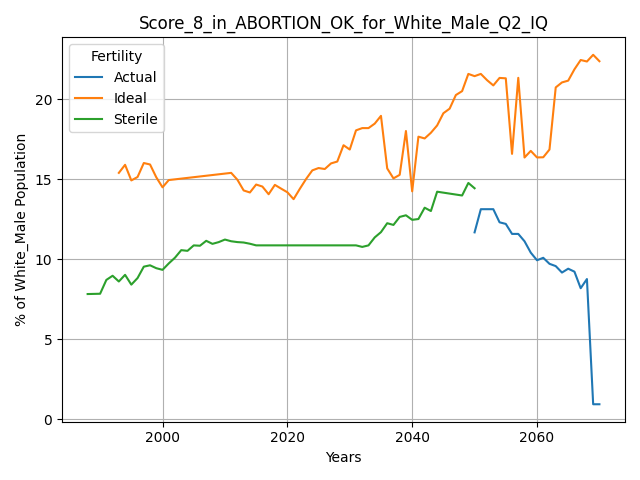 Score_8_in_ABORTION_OK_for_White_Male_Q2_IQ
% of White_Male Population
Fertility
Actual
Ideal
Sterile
20
15
10
5
0
2000
2020
2040
2060
Years